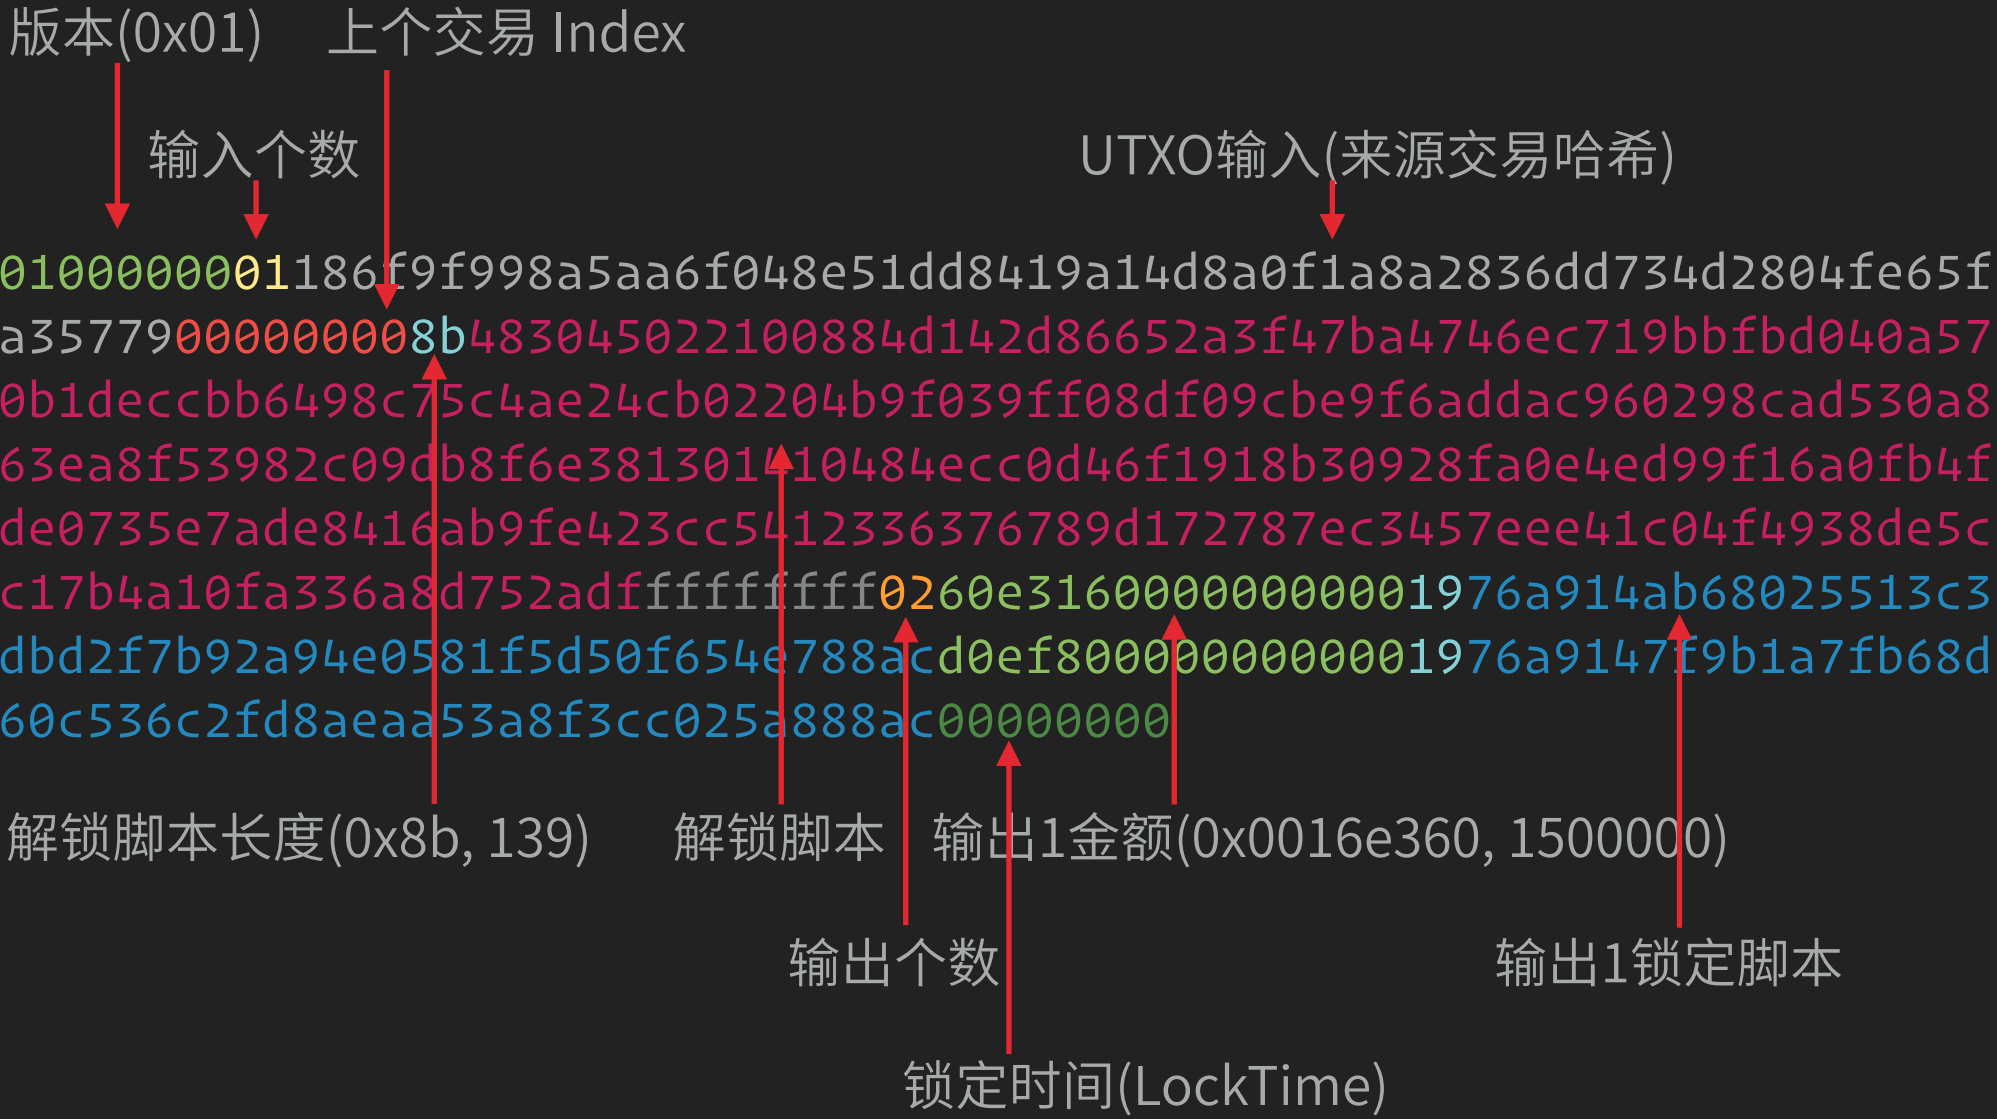 版本(0x01)
上个交易 Index
输入个数
UTXO输入(来源交易哈希)
0100000001186f9f998a5aa6f048e51dd8419a14d8a0f1a8a2836dd734d2804fe65f
a35779000000008b483045022100884d142d86652a3f47ba4746ec719bbfbd040a57
0b1deccbb6498c75c4ae24cb02204b9f039ff08df09cbe9f6addac960298cad530a8
63ea8f53982c09db8f6e381301410484ecc0d46f1918b30928fa0e4ed99f16a0fb4f
de0735e7ade8416ab9fe423cc5412336376789d172787ec3457eee41c04f4938de5c
c17b4a10fa336a8d752adfffffffff0260e31600000000001976a914ab68025513c3
dbd2f7b92a94e0581f5d50f654e788acd0ef8000000000001976a9147f9b1a7fb68d
60c536c2fd8aeaa53a8f3cc025a888ac00000000
解锁脚本长度(0x8b, 139)
解锁脚本
输出1金额(0x0016e360, 1500000)
输出个数
输出1锁定脚本
锁定时间(LockTime)